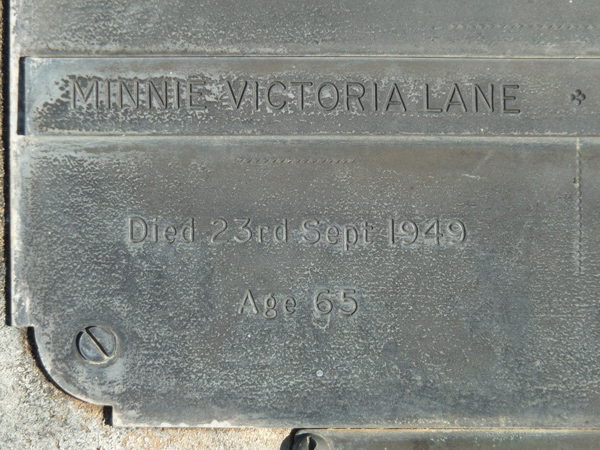 MINNIE VICTORIA LANE
Died 23rd Sept 1949
Age 65